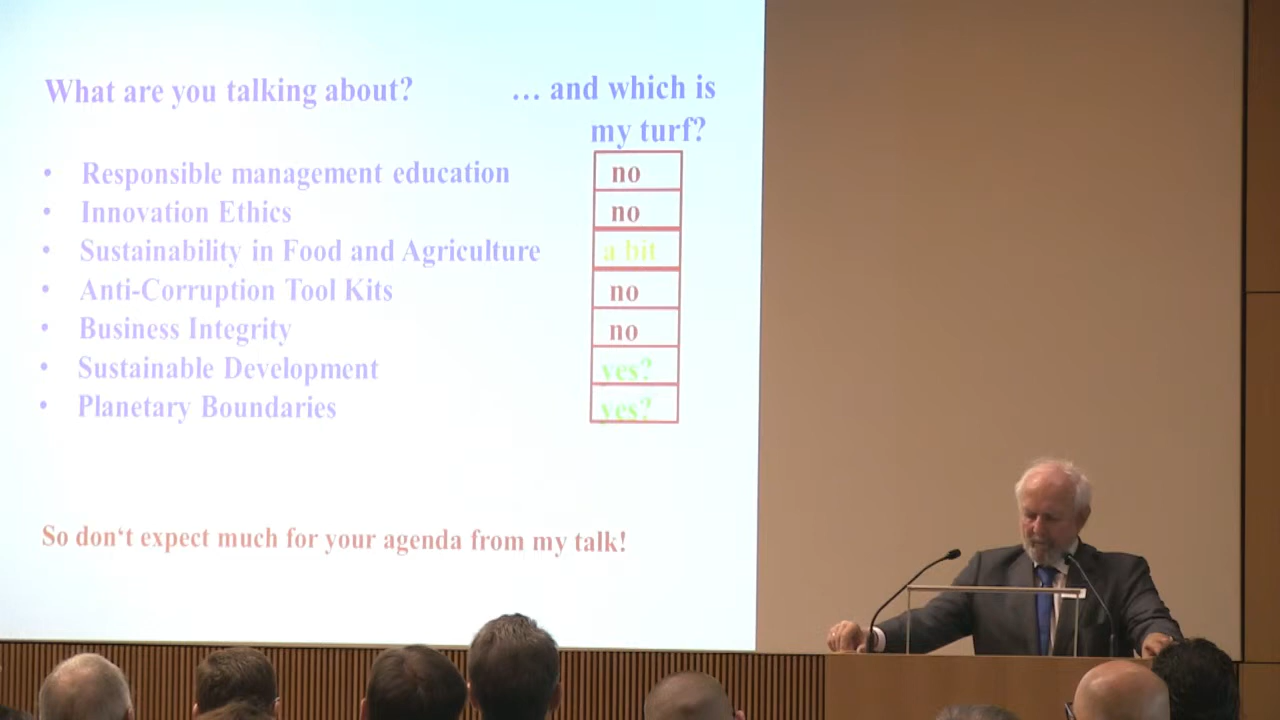 What are you talking about? … and which is
my turf?
• Responsible management education no
• Innovation Ethics no
• Sustainability in Food and Agriculture a bit
• Anti-Corruption Tool Kits no
• Business Integrity no
• Sustainable Development yes?
• Planetary Boundaries yes?
So don‘t expect much for your agenda from my talk!